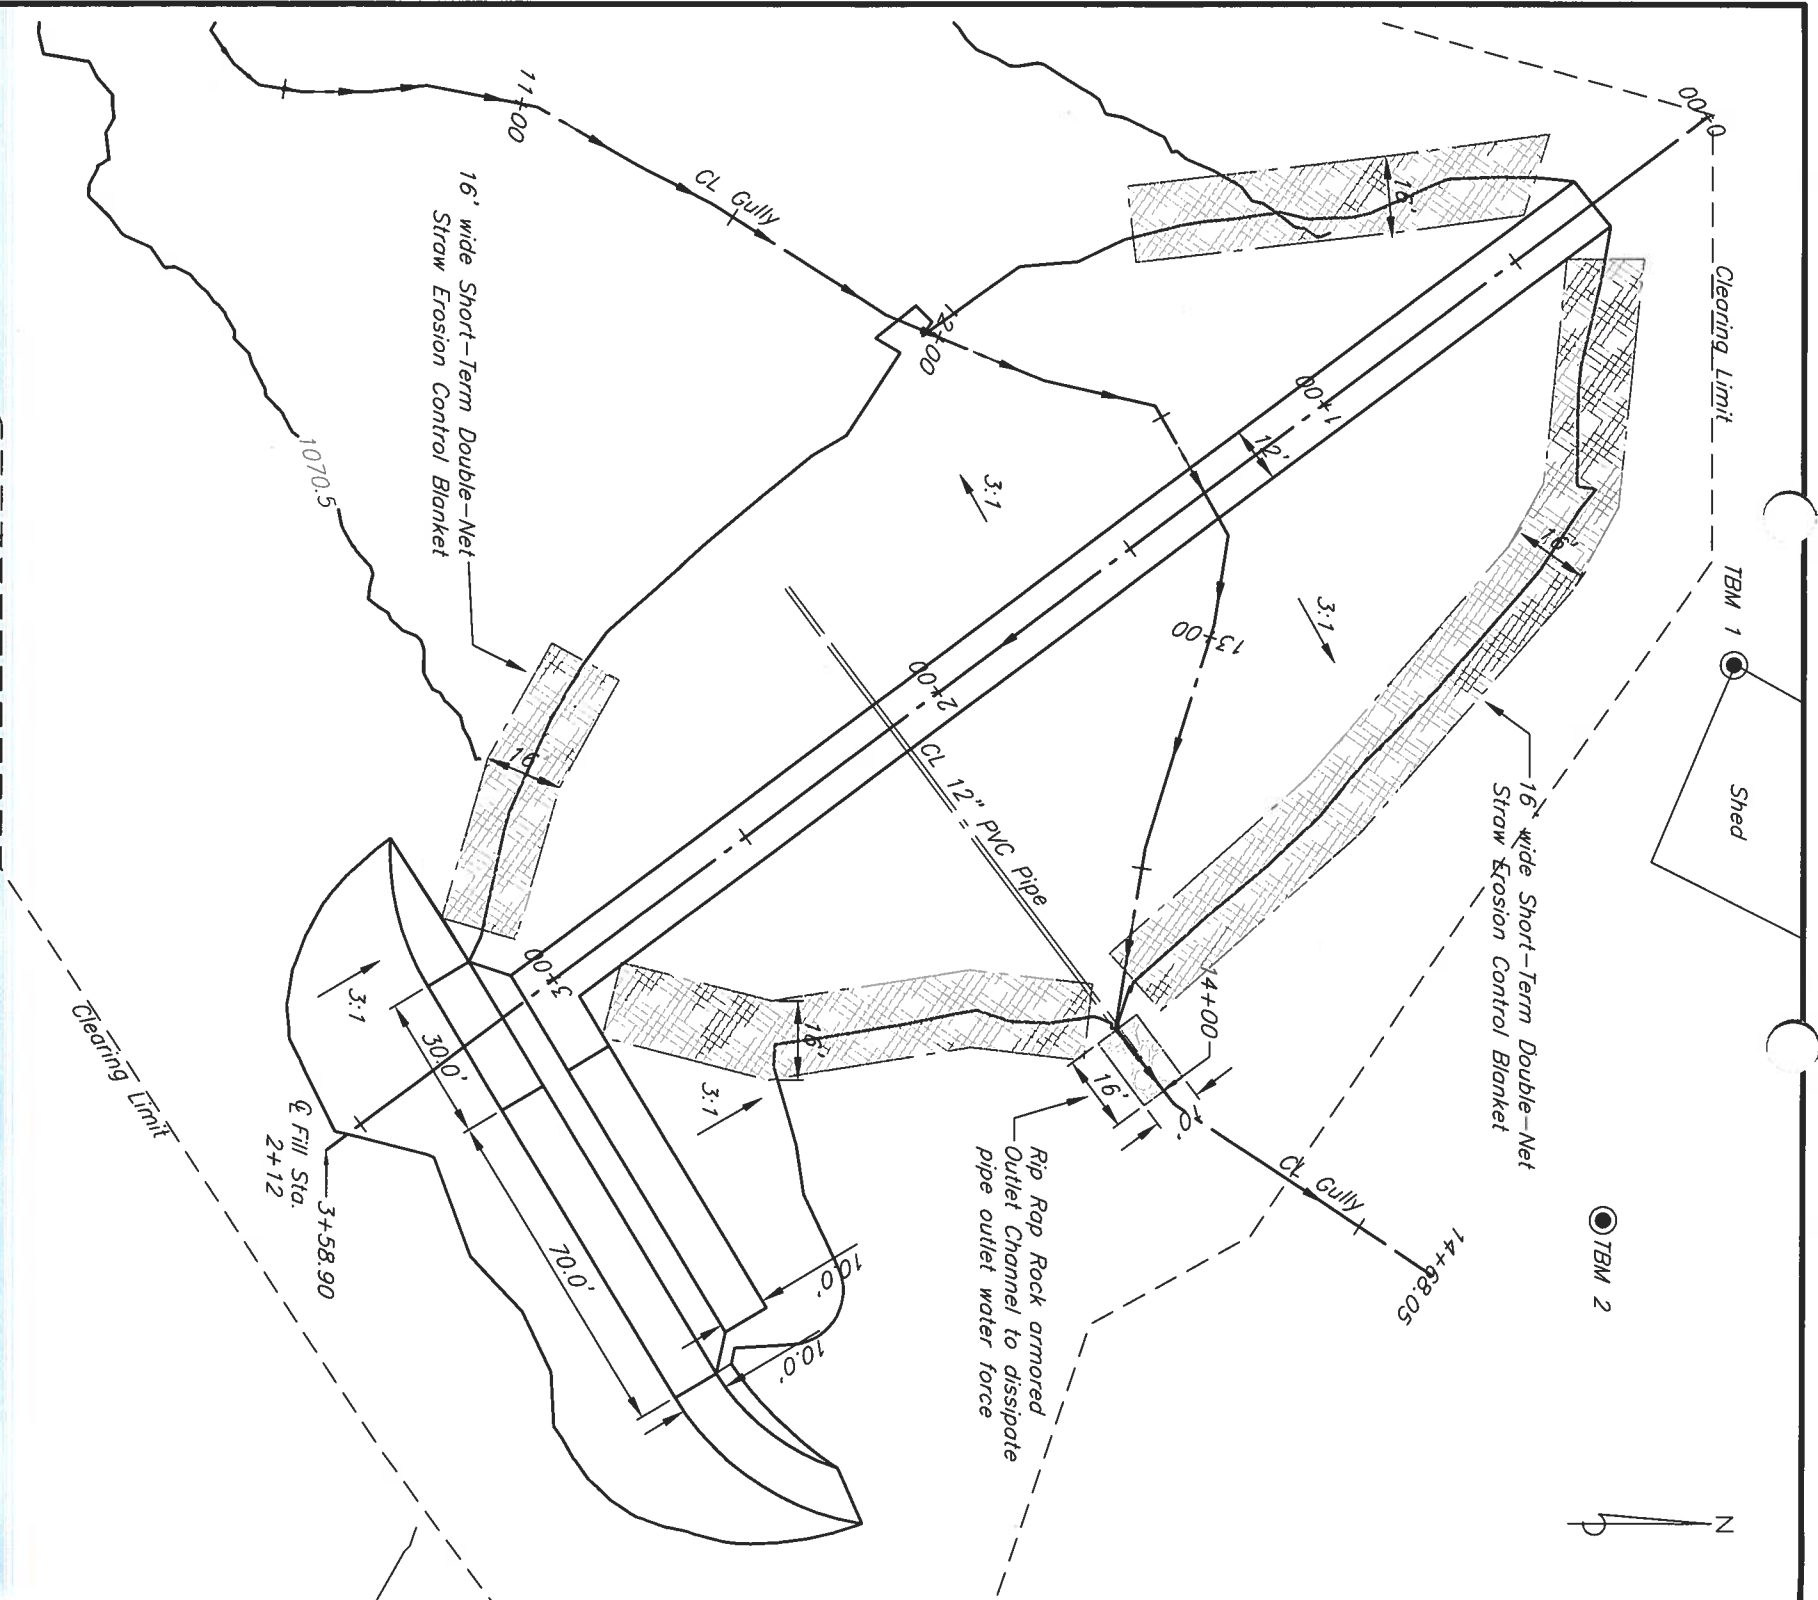 0+00
Clearing Limit
TBM 1
Shed
11+00
CL Gully
16' wide Short-Term Double-Net
Straw Erosion Control Blanket
16'
12+00
1+00
12'
3:1
3:1
16'
13+00
2+00
CL 12" PVC Pipe
16' wide Short-Term Double-Net
Straw Erosion Control Blanket
1070.5
16'
3+00
16'
14+00
16'
10'
Rip Rap Rock armored
Outlet Channel to dissipate
pipe outlet water force
CL Gully
14+68.05
TBM 2
3:1
3:1
30.0'
70.0'
10.0'
10.0'
3+58.90
℄ Fill Sta.
2+12
Clearing Limit
N